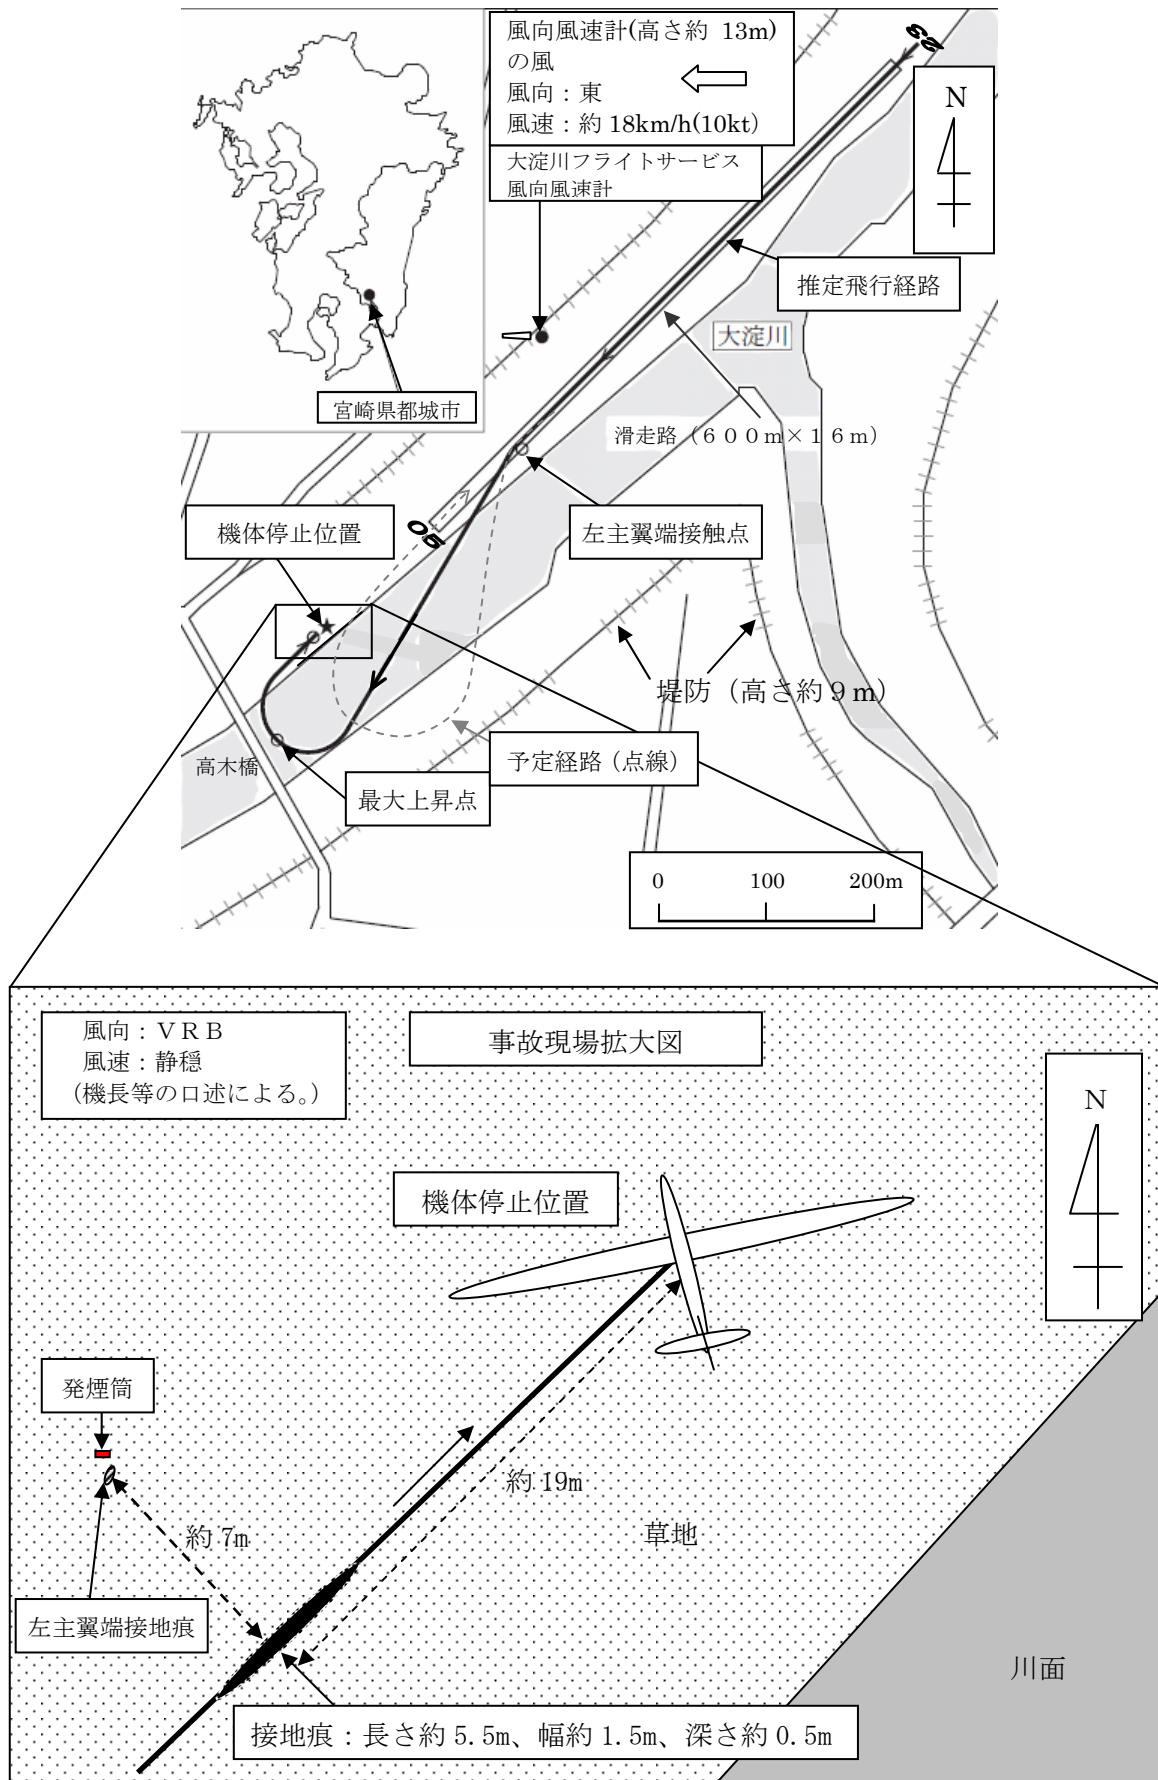 風向風速計(高さ約 13m)
の風
風向：東
風速：約 18km/h(10kt)
大淀川フライトサービス
風向風速計
23
N
推定飛行経路
大淀川
宮崎県都城市
滑走路（６００ｍ×１６ｍ）
05
機体停止位置
左主翼端接触点
堤防（高さ約９m）
予定経路（点線）
高木橋
最大上昇点
0 100 200m
風向：ＶＲＢ
風速：静穏
（機長等の口述による。）
事故現場拡大図
N
機体停止位置
発煙筒
約 19m
約 7m
草地
左主翼端接地痕
川面
接地痕：長さ約 5.5m、幅約 1.5m、深さ約 0.5m